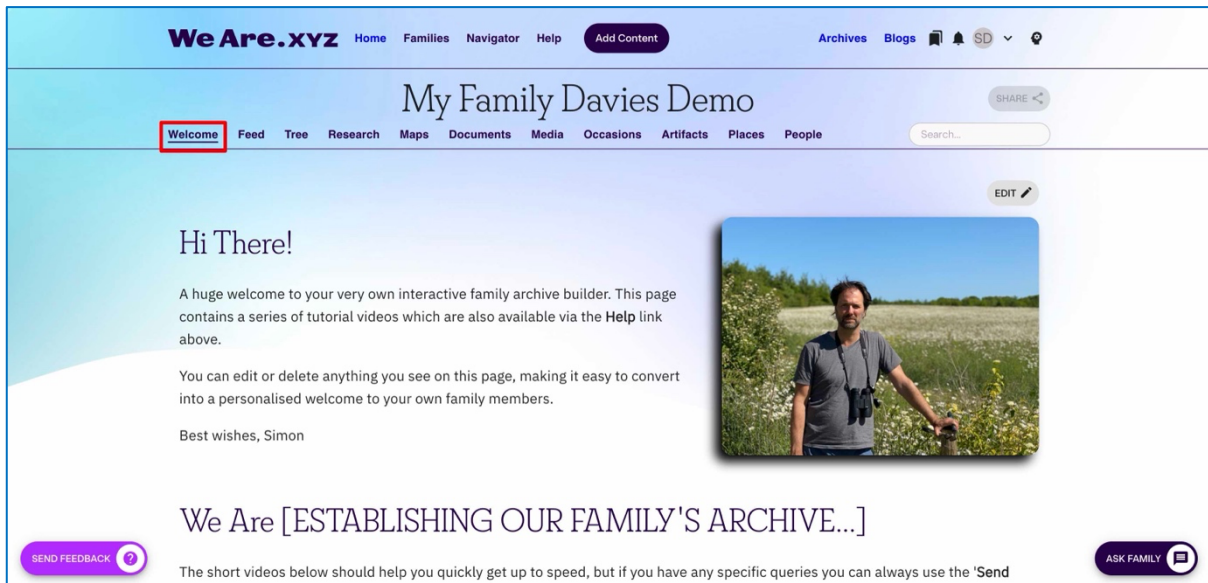 We Are.xyz Home Families Navigator Help Add Content Archives Blogs SD
My Family Davies Demo
SHARE
Welcome Feed Tree Research Maps Documents Media Occasions Artifacts Places People Search...
EDIT
Hi There!
A huge welcome to your very own interactive family archive builder. This page
contains a series of tutorial videos which are also available via the Help link
above.
You can edit or delete anything you see on this page, making it easy to convert
into a personalised welcome to your own family members.
Best wishes, Simon
We Are [ESTABLISHING OUR FAMILY'S ARCHIVE...]
SEND FEEDBACK ?
ASK FAMILY
The short videos below should help you quickly get up to speed, but if you have any specific queries you can always use the 'Send